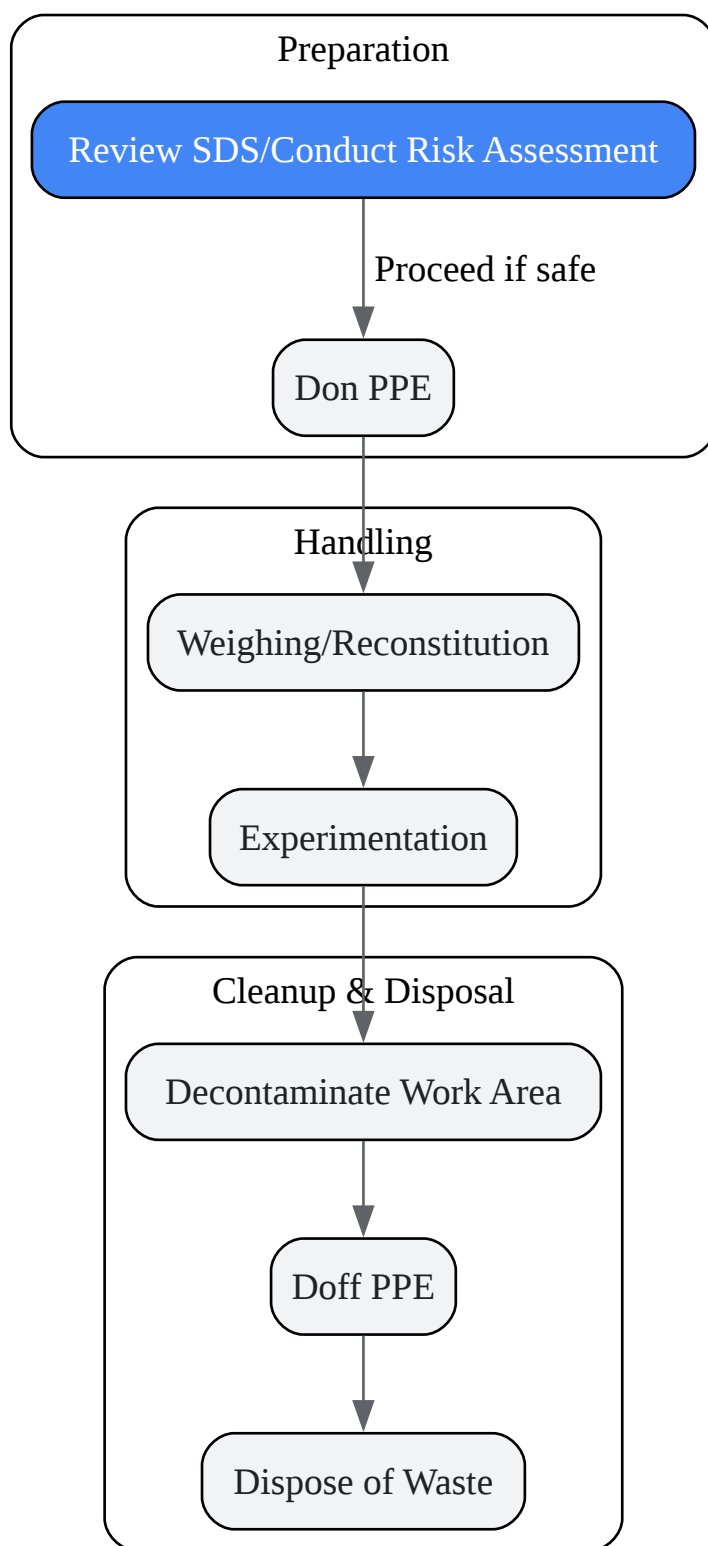 Preparation
Review SDS/Conduct Risk Assessment
Proceed if safe
Don PPE
Handling
Weighing/Reconstitution
Experimentation
Cleanup & Disposal
Decontaminate Work Area
Doff PPE
Dispose of Waste